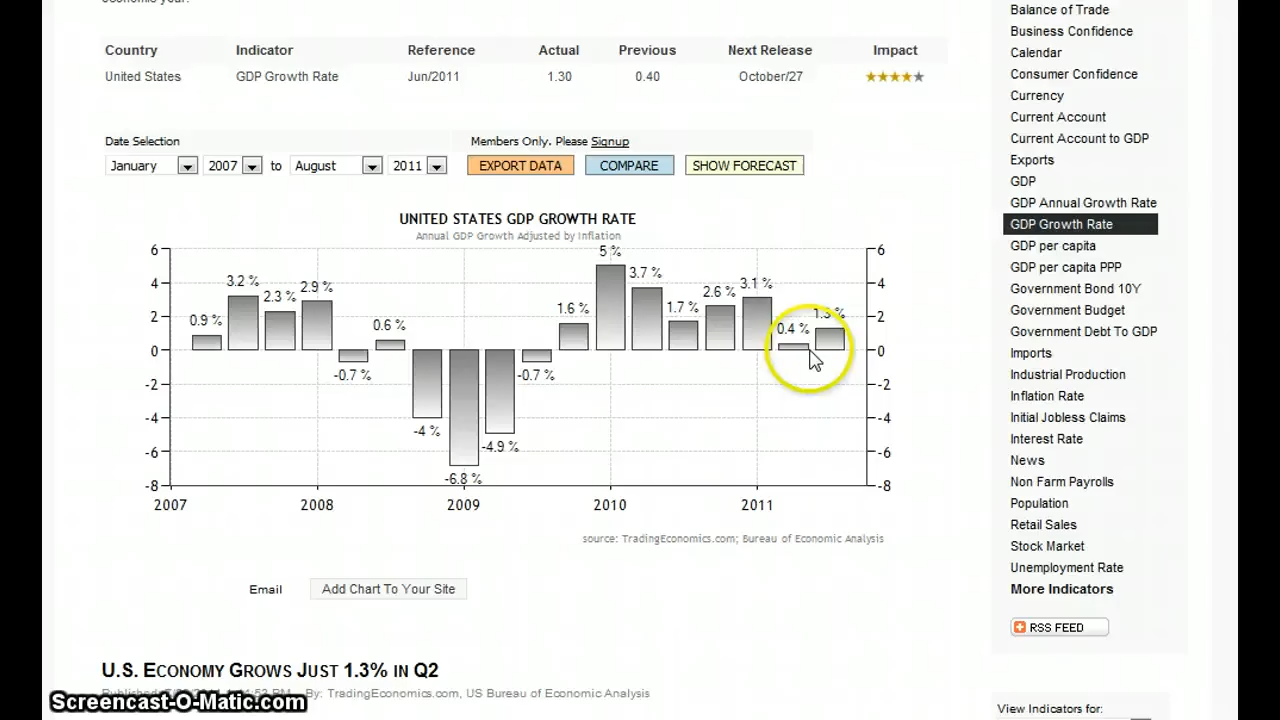 Country Indicator Reference Actual Previous Next Release Impact
United States GDP Growth Rate Jun/2011 1.30 0.40 October/27
Date Selection Members Only. Please Signup
January 2007 to August 2011 EXPORT DATA COMPARE SHOW FORECAST
UNITED STATES GDP GROWTH RATE
Annual GDP Growth Adjusted by Inflation
6 5 % 6
4 3.2 % 2.3 % 2.9 % 3.7 % 3.1 % 4
2 0.9 % 0.6 % 1.6 % 1.7 % 2.6 % 0.4 % 1.3 % 2
0 0
-2 -0.7 % -0.7 % -2
-4 -4 % -4
-6 -4.9 % -6
-8 -6.8 % -8
2007 2008 2009 2010 2011
source: TradingEconomics.com; Bureau of Economic Analysis
Email Add Chart To Your Site
U.S. ECONOMY GROWS JUST 1.3% IN Q2
By: TradingEconomics.com, US Bureau of Economic Analysis
Screencast-O-Matic.com
Balance of Trade
Business Confidence
Calendar
Consumer Confidence
Currency
Current Account
Current Account to GDP
Exports
GDP
GDP Annual Growth Rate
GDP Growth Rate
GDP per capita
GDP per capita PPP
Government Bond 10Y
Government Budget
Government Debt To GDP
Imports
Industrial Production
Inflation Rate
Initial Jobless Claims
Interest Rate
News
Non Farm Payrolls
Population
Retail Sales
Stock Market
Unemployment Rate
More Indicators
RSS FEED
View Indicators for: